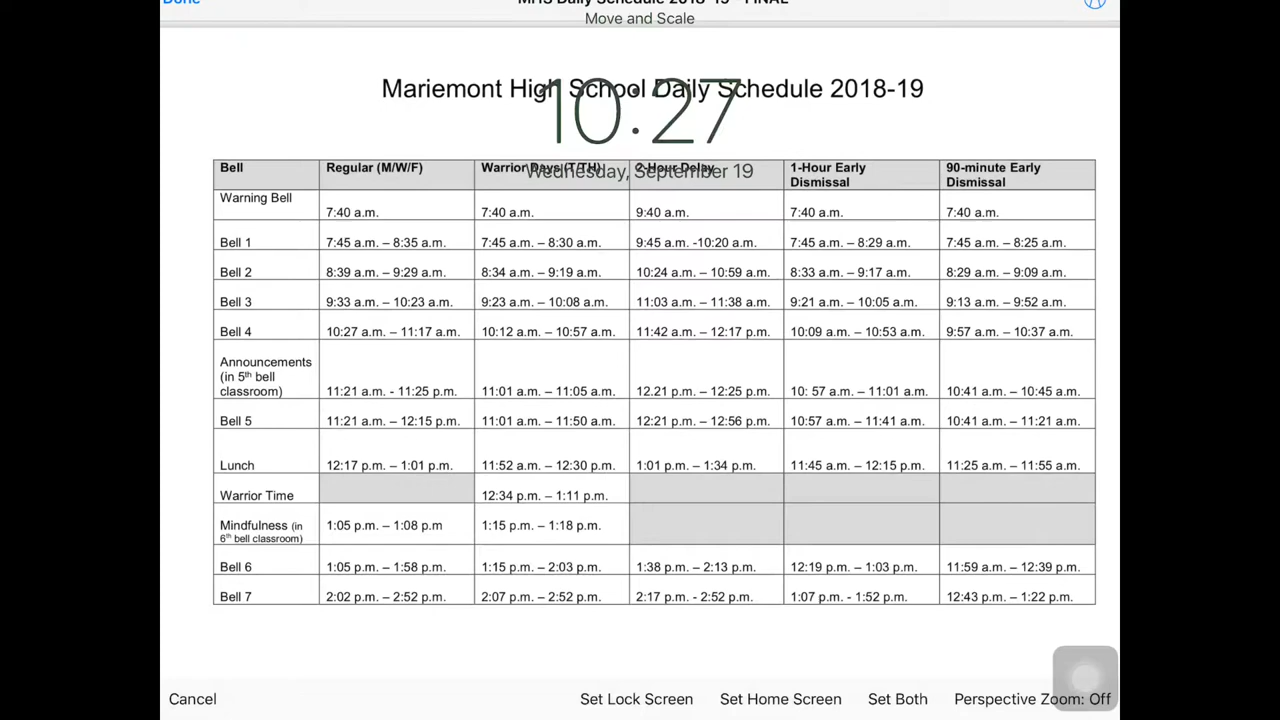 Done
MHS Daily Schedule 2018-19 - FINAL
Move and Scale
Mariemont High School Daily Schedule 2018-19
10:27
Wednesday, September 19
Bell Regular (M/W/F) Warrior Days (T/TH) 2-Hour Delay 1-Hour Early Dismissal 90-minute Early Dismissal
Warning Bell 7:40 a.m. 7:40 a.m. 9:40 a.m. 7:40 a.m. 7:40 a.m.
Bell 1 7:45 a.m. – 8:35 a.m. 7:45 a.m. – 8:30 a.m. 9:45 a.m. -10:20 a.m. 7:45 a.m. – 8:29 a.m. 7:45 a.m. – 8:25 a.m.
Bell 2 8:39 a.m. – 9:29 a.m. 8:34 a.m. – 9:19 a.m. 10:24 a.m. – 10:59 a.m. 8:33 a.m. – 9:17 a.m. 8:29 a.m. – 9:09 a.m.
Bell 3 9:33 a.m. – 10:23 a.m. 9:23 a.m. – 10:08 a.m. 11:03 a.m. – 11:38 a.m. 9:21 a.m. – 10:05 a.m. 9:13 a.m. – 9:52 a.m.
Bell 4 10:27 a.m. – 11:17 a.m. 10:12 a.m. – 10:57 a.m. 11:42 a.m. – 12:17 p.m. 10:09 a.m. – 10:53 a.m. 9:57 a.m. – 10:37 a.m.
Announcements (in 5th bell classroom) 11:21 a.m. - 11:25 p.m. 11:01 a.m. – 11:05 a.m. 12.21 p.m. – 12:25 p.m. 10: 57 a.m. – 11:01 a.m. 10:41 a.m. – 10:45 a.m.
Bell 5 11:21 a.m. – 12:15 p.m. 11:01 a.m. – 11:50 a.m. 12:21 p.m. – 12:56 p.m. 10:57 a.m. – 11:41 a.m. 10:41 a.m. – 11:21 a.m.
Lunch 12:17 p.m. – 1:01 p.m. 11:52 a.m. – 12:30 p.m. 1:01 p.m. – 1:34 p.m. 11:45 a.m. – 12:15 p.m. 11:25 a.m. – 11:55 a.m.
Warrior Time 12:34 p.m. – 1:11 p.m.
Mindfulness (in 6th bell classroom) 1:05 p.m. – 1:08 p.m 1:15 p.m. – 1:18 p.m.
Bell 6 1:05 p.m. – 1:58 p.m. 1:15 p.m. – 2:03 p.m. 1:38 p.m. – 2:13 p.m. 12:19 p.m. – 1:03 p.m. 11:59 a.m. – 12:39 p.m.
Bell 7 2:02 p.m. – 2:52 p.m. 2:07 p.m. – 2:52 p.m. 2:17 p.m. - 2:52 p.m. 1:07 p.m. - 1:52 p.m. 12:43 p.m. – 1:22 p.m.
Cancel Set Lock Screen Set Home Screen Set Both Perspective Zoom: Off